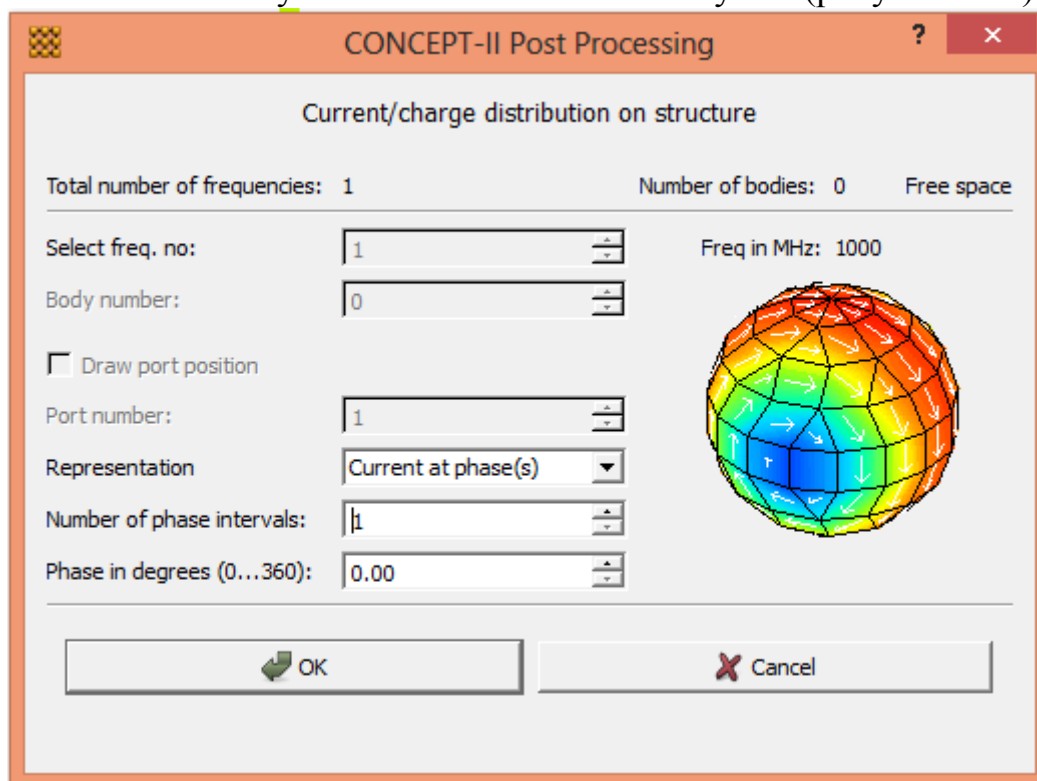 CONCEPT-II Post Processing ? ×
Current/charge distribution on structure
Total number of frequencies: 1 Number of bodies: 0 Free space
Select freq. no: 1 Freq in MHz: 1000
Body number: 0
Draw port position
Port number: 1
Representation Current at phase(s)
Number of phase intervals: 1
Phase in degrees (0...360): 0.00
OK Cancel